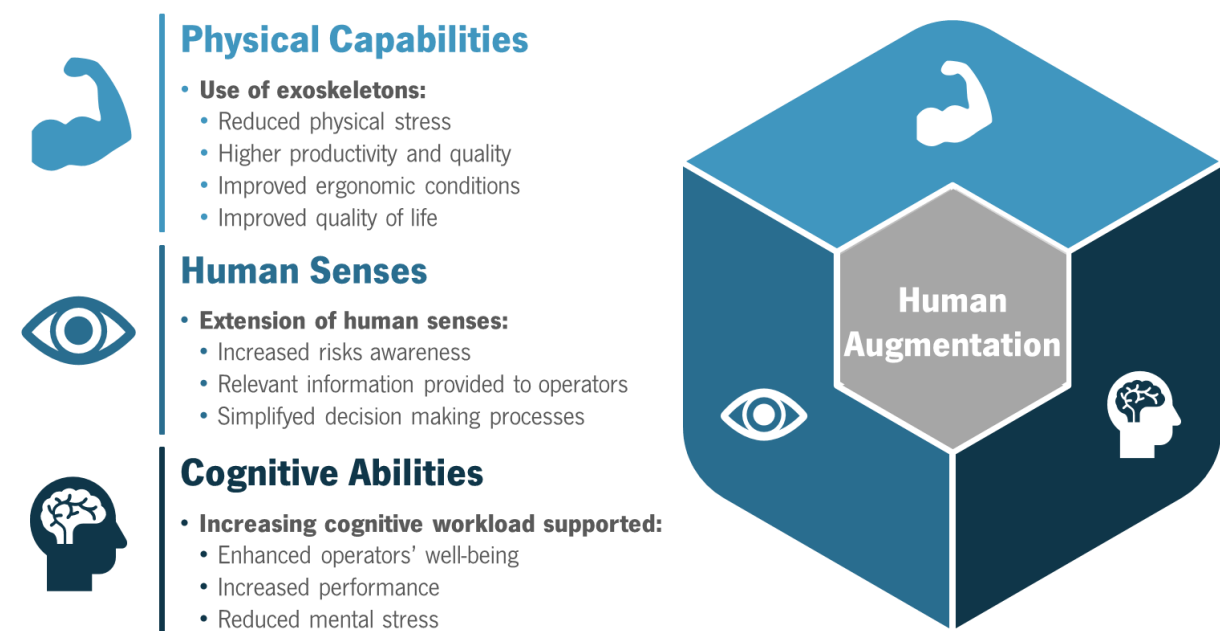 Physical Capabilities
• Use of exoskeletons:
• Reduced physical stress
• Higher productivity and quality
• Improved ergonomic conditions
• Improved quality of life
Human Senses
• Extension of human senses:
• Increased risks awareness
• Relevant information provided to operators
• Simplifyed decision making processes
Cognitive Abilities
• Increasing cognitive workload supported:
• Enhanced operators’ well-being
• Increased performance
• Reduced mental stress
Human
Augmentation